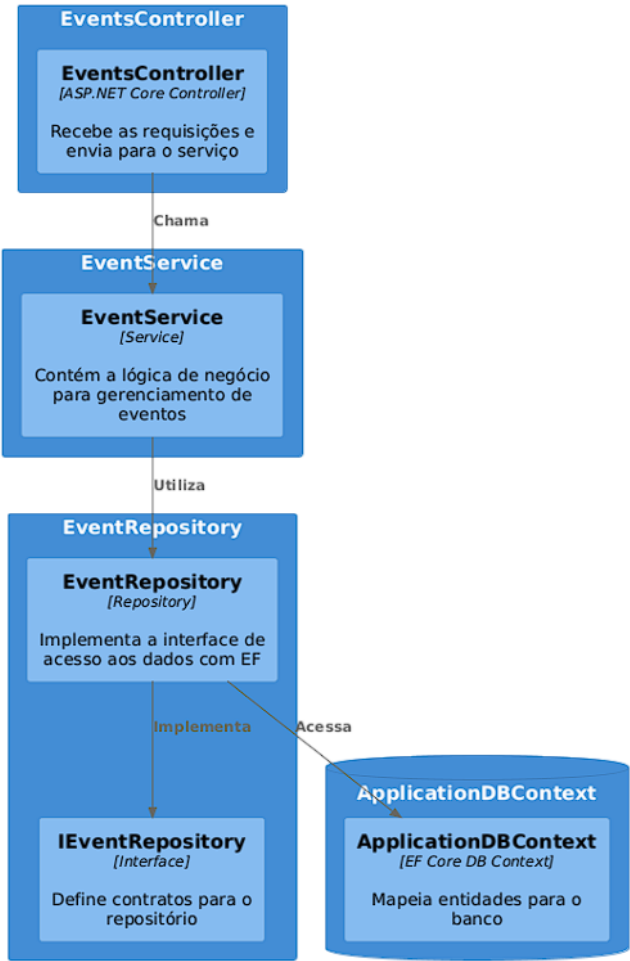 EventsController
EventsController
[ASP.NET Core Controller]
Recebe as requisições e
envia para o serviço
Chama
EventService
EventService
[Service]
Contém a lógica de negócio
para gerenciamento de
eventos
Utiliza
EventRepository
EventRepository
[Repository]
Implementa a interface de
acesso aos dados com EF
Implementa
Acessa
ApplicationDBContext
IEventRepository
[Interface]
Define contratos para o
repositório
ApplicationDBContext
[EF Core DB Context]
Mapeia entidades para o
banco